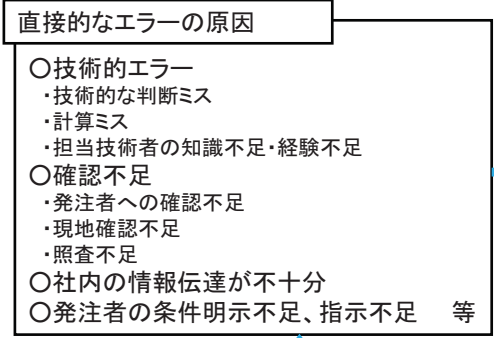 直接的なエラーの原因
〇技術的エラー
・技術的な判断ミス
・計算ミス
・担当技術者の知識不足・経験不足
〇確認不足
・発注者への確認不足
・現地確認不足
・照査不足
〇社内の情報伝達が不十分
〇発注者の条件明示不足、指示不足　等